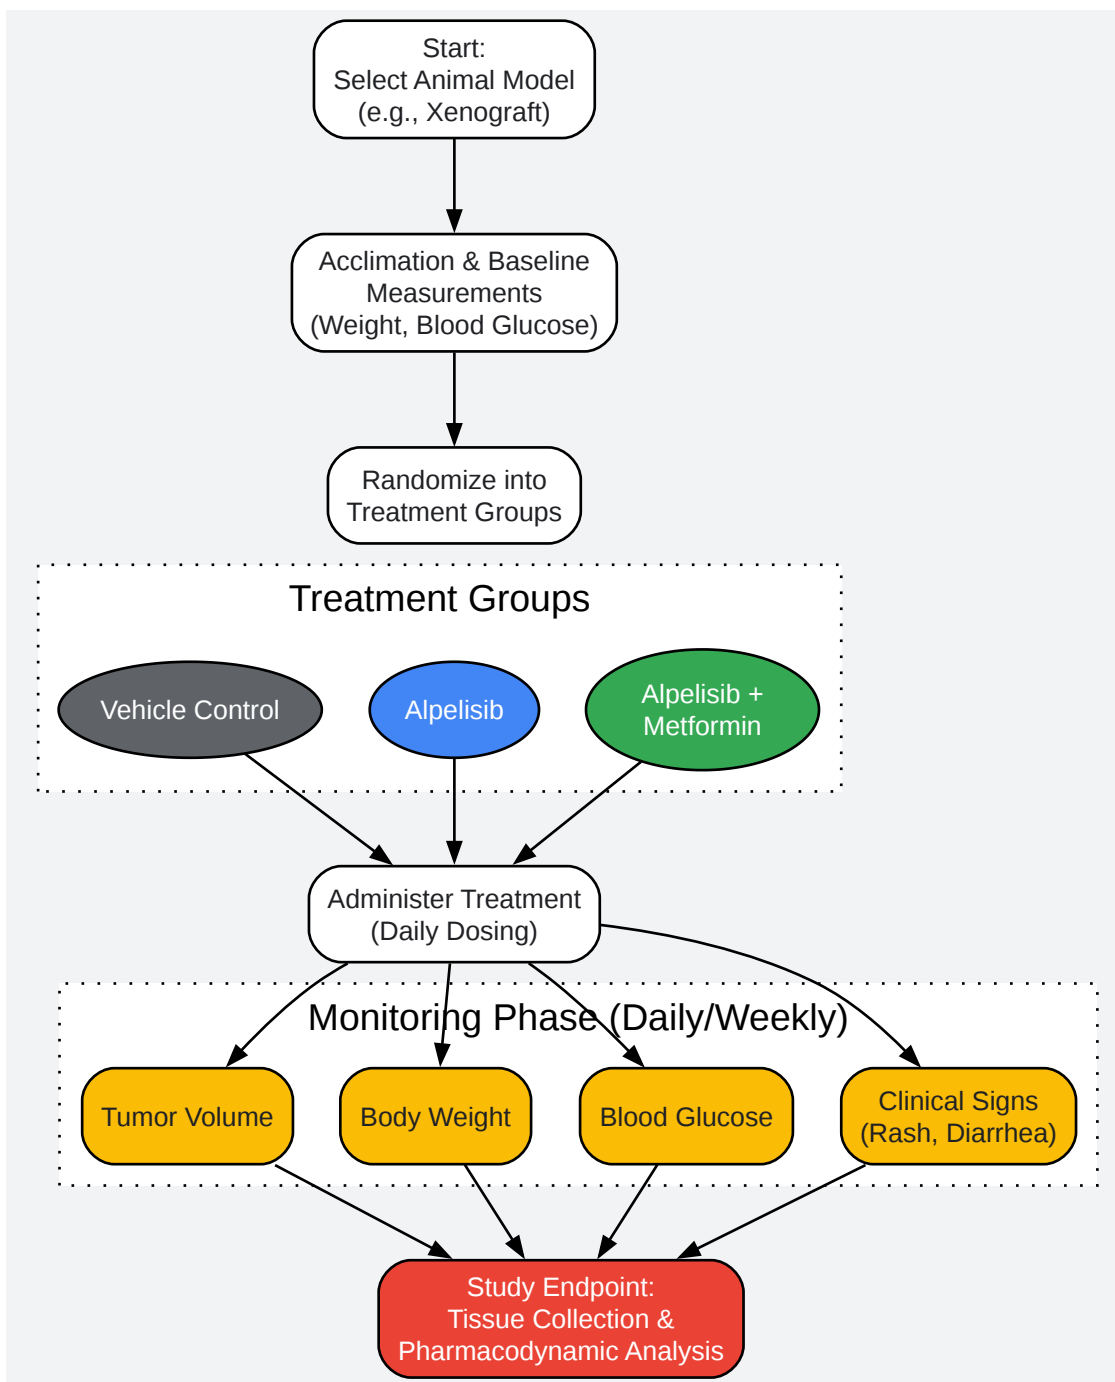 Start:
Select Animal Model
(e.g., Xenograft)
Acclimation & Baseline
Measurements
(Weight, Blood Glucose)
Randomize into
Treatment Groups
Treatment Groups
Vehicle Control
Alpelisib
Alpelisib +
Metformin
Administer Treatment
(Daily Dosing)
Monitoring Phase (Daily/Weekly)
Tumor Volume
Body Weight
Blood Glucose
Clinical Signs
(Rash, Diarrhea)
Study Endpoint:
Tissue Collection &
Pharmacodynamic Analysis